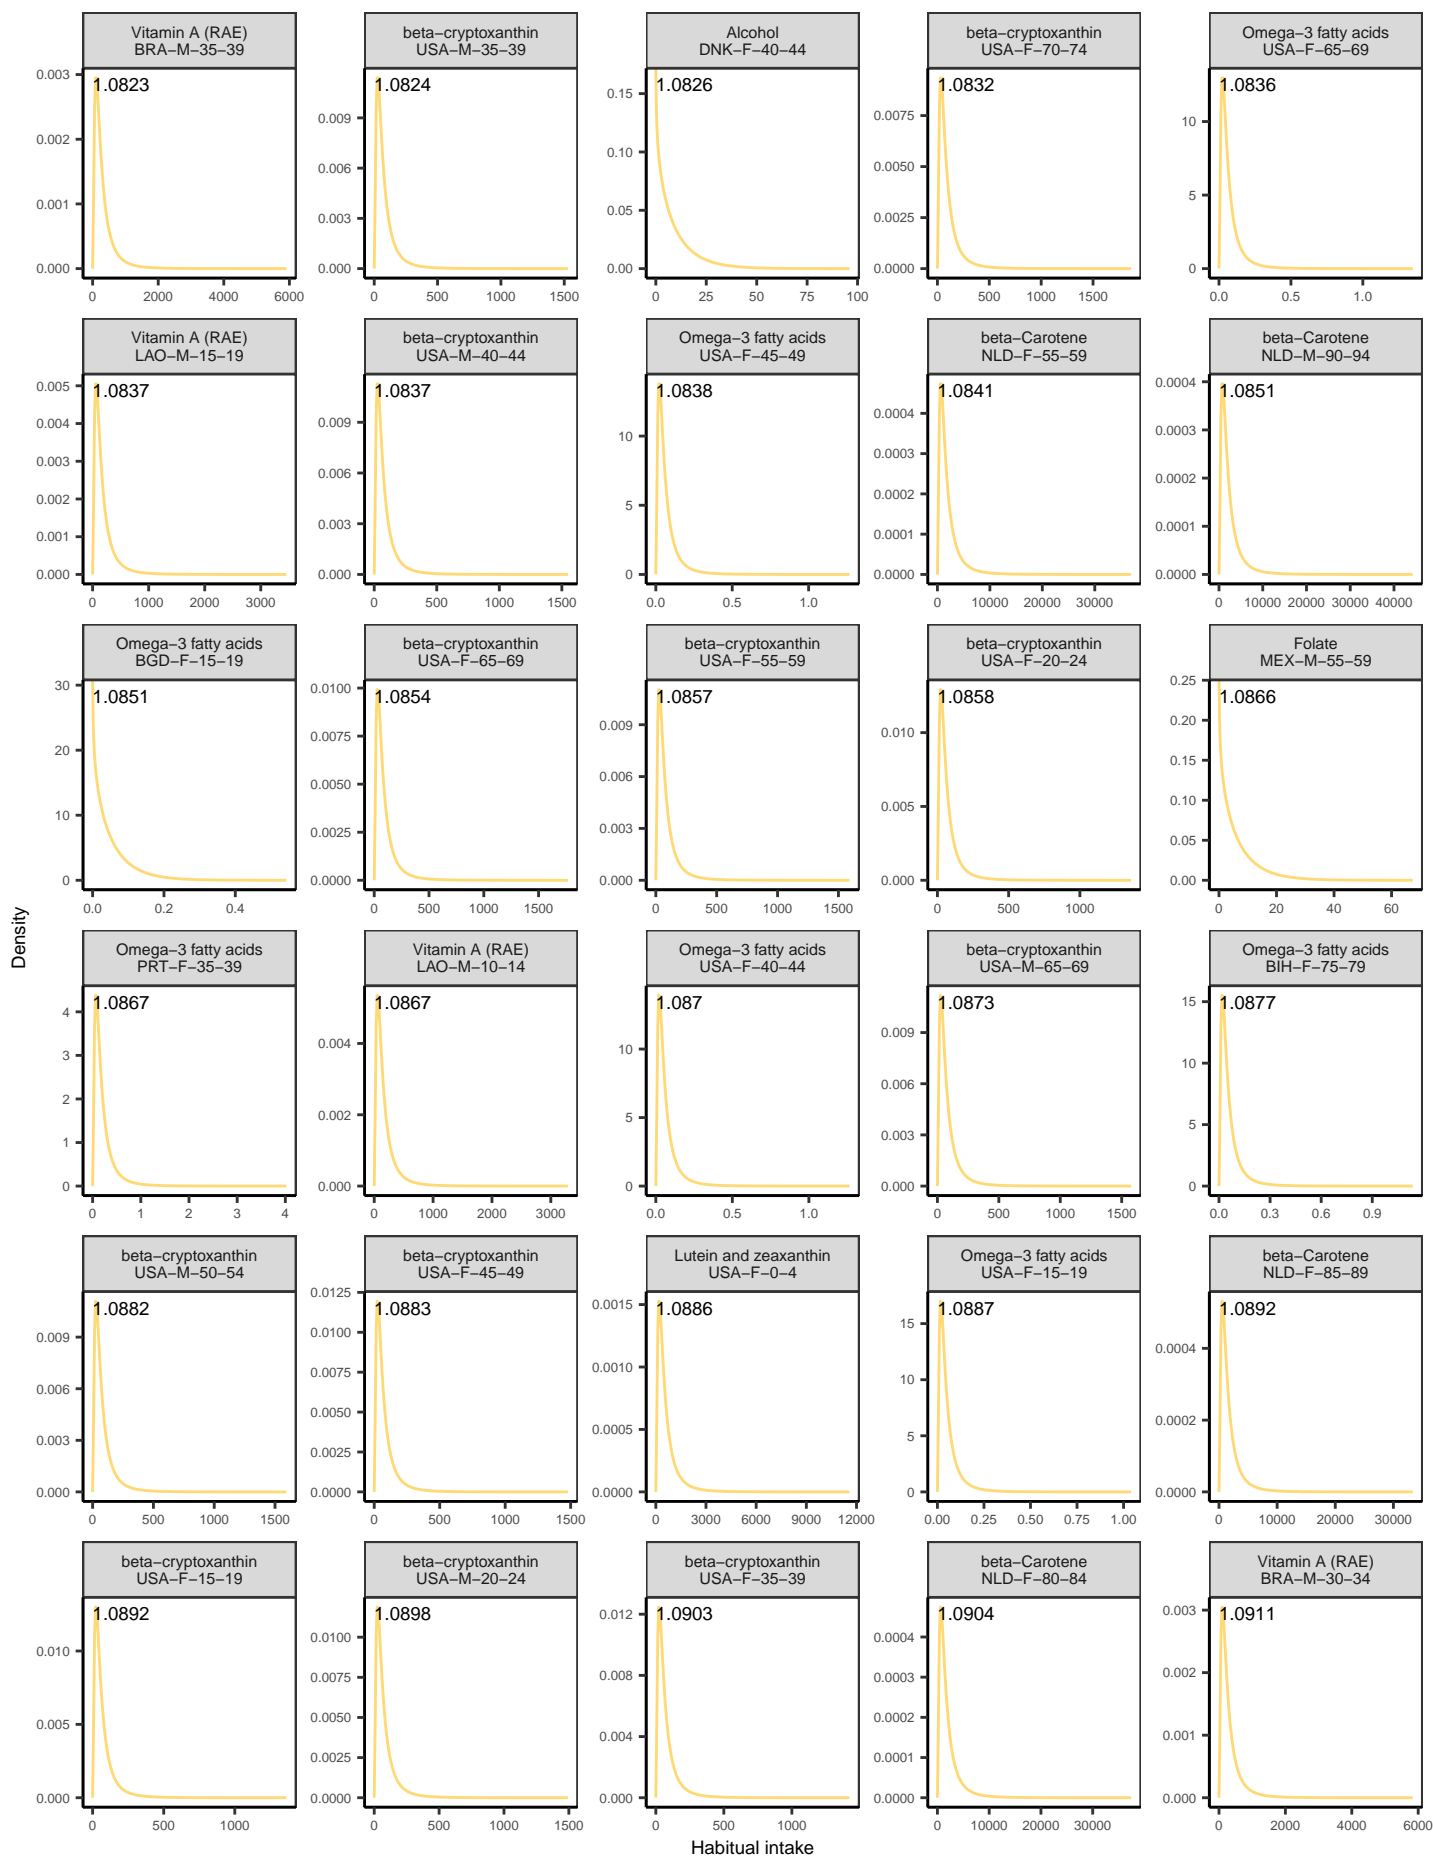 Vitamin A (RAE)
BRA−M−35−39
1.0823
0.003
0.002
0.001
0.000
0 2000 4000 6000
beta−cryptoxanthin
USA−M−35−39
1.0824
0.009
0.006
0.003
0.000
0 500 1000 1500
Alcohol
DNK−F−40−44
1.0826
0.15
0.10
0.05
0.00
0 25 50 75 100
beta−cryptoxanthin
USA−F−70−74
1.0832
0.0075
0.0050
0.0025
0.0000
0 500 1000 1500
Omega−3 fatty acids
USA−F−65−69
1.0836
10
5
0
0.0 0.5 1.0
Vitamin A (RAE)
LAO−M−15−19
1.0837
0.005
0.004
0.003
0.002
0.001
0.000
0 1000 2000 3000
beta−cryptoxanthin
USA−M−40−44
1.0837
0.009
0.006
0.003
0.000
0 500 1000 1500
Omega−3 fatty acids
USA−F−45−49
1.0838
10
5
0
0.0 0.5 1.0
beta−Carotene
NLD−F−55−59
1.0841
0.0004
0.0003
0.0002
0.0001
0.0000
0 10000 20000 30000
beta−Carotene
NLD−M−90−94
1.0851
0.0004
0.0003
0.0002
0.0001
0.0000
0 10000 20000 30000 40000
Omega−3 fatty acids
BGD−F−15−19
1.0851
30
20
10
0
0.0 0.2 0.4
beta−cryptoxanthin
USA−F−65−69
1.0854
0.0100
0.0075
0.0050
0.0025
0.0000
0 500 1000 1500
beta−cryptoxanthin
USA−F−55−59
1.0857
0.009
0.006
0.003
0.000
0 500 1000 1500
beta−cryptoxanthin
USA−F−20−24
1.0858
0.010
0.005
0.000
0 500 1000
Folate
MEX−M−55−59
1.0866
0.25
0.20
0.15
0.10
0.05
0.00
0 20 40 60
Density
Omega−3 fatty acids
PRT−F−35−39
1.0867
4
3
2
1
0
0 1 2 3 4
Vitamin A (RAE)
LAO−M−10−14
1.0867
0.004
0.002
0.000
0 1000 2000 3000
Omega−3 fatty acids
USA−F−40−44
1.087
10
5
0
0.0 0.5 1.0
beta−cryptoxanthin
USA−M−65−69
1.0873
0.009
0.006
0.003
0.000
0 500 1000 1500
Omega−3 fatty acids
BIH−F−75−79
1.0877
15
10
5
0
0.0 0.3 0.6 0.9
beta−cryptoxanthin
USA−M−50−54
1.0882
0.009
0.006
0.003
0.000
0 500 1000 1500
beta−cryptoxanthin
USA−F−45−49
1.0883
0.0125
0.0100
0.0075
0.0050
0.0025
0.0000
0 500 1000 1500
Lutein and zeaxanthin
USA−F−0−4
1.0886
0.0015
0.0010
0.0005
0.0000
0 3000 6000 9000 12000
Omega−3 fatty acids
USA−F−15−19
1.0887
15
10
5
0
0.00 0.25 0.50 0.75 1.00
beta−Carotene
NLD−F−85−89
1.0892
0.0004
0.0002
0.0000
0 10000 20000 30000
beta−cryptoxanthin
USA−F−15−19
1.0892
0.010
0.005
0.000
0 500 1000
beta−cryptoxanthin
USA−M−20−24
1.0898
0.0100
0.0075
0.0050
0.0025
0.0000
0 500 1000 1500
beta−cryptoxanthin
USA−F−35−39
1.0903
0.012
0.008
0.004
0.000
0 500 1000
beta−Carotene
NLD−F−80−84
1.0904
0.0004
0.0003
0.0002
0.0001
0.0000
0 10000 20000 30000
Vitamin A (RAE)
BRA−M−30−34
1.0911
0.003
0.002
0.001
0.000
0 2000 4000 6000
Habitual intake